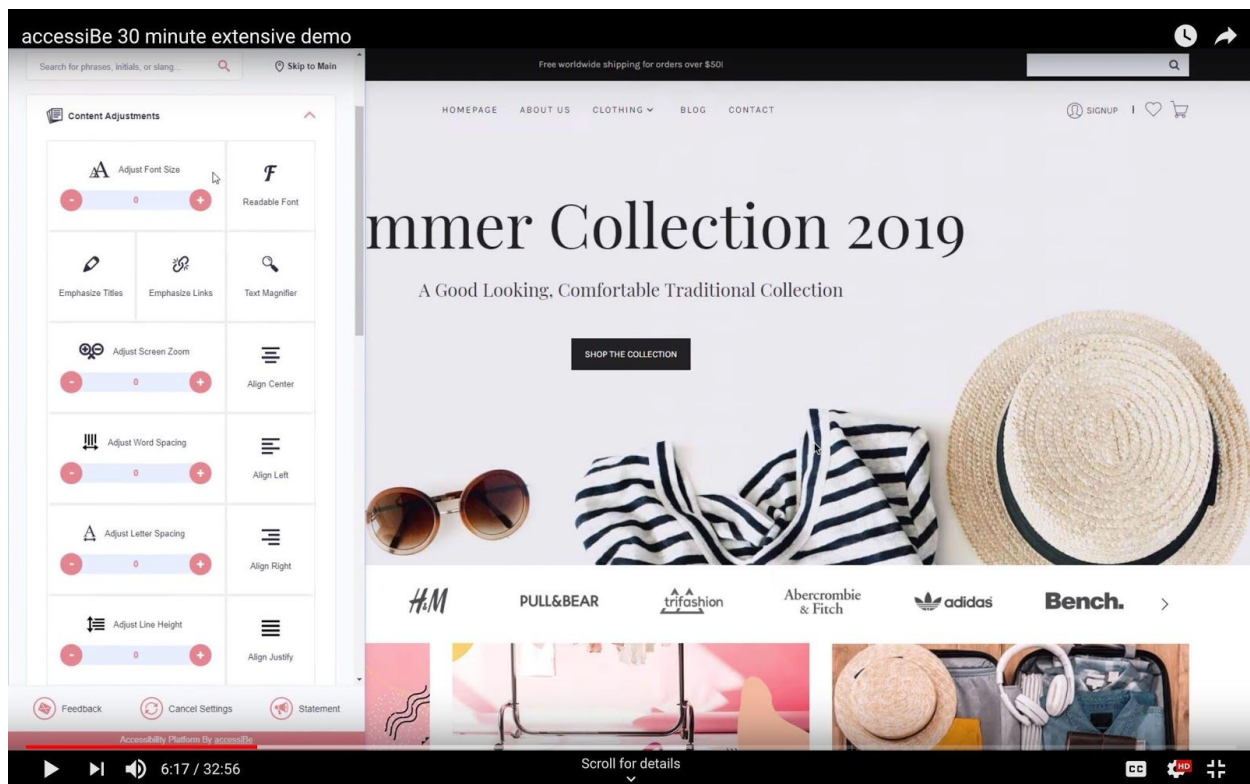 accessiBe 30 minute extensive demo
Search for phrases, initials, or slang...
Skip to Main
Content Adjustments
Adjust Font Size
- 0 +
Readable Font
Emphasize Titles
Emphasize Links
Text Magnifier
Adjust Screen Zoom
- 0 +
Align Center
Adjust Word Spacing
- 0 +
Align Left
Adjust Letter Spacing
- 0 +
Align Right
Adjust Line Height
- 0 +
Align Justify
Feedback
Cancel Settings
Statement
Accessibility Platform By accessiBe
Free worldwide shipping for orders over $50!
HOMEPAGE ABOUT US CLOTHING BLOG CONTACT
SIGNUP
mmer Collection 2019
A Good Looking, Comfortable Traditional Collection
SHOP THE COLLECTION
H&M PULL&BEAR trifashion Abercrombie & Fitch adidas Bench.
6:17 / 32:56
Scroll for details
CC HD